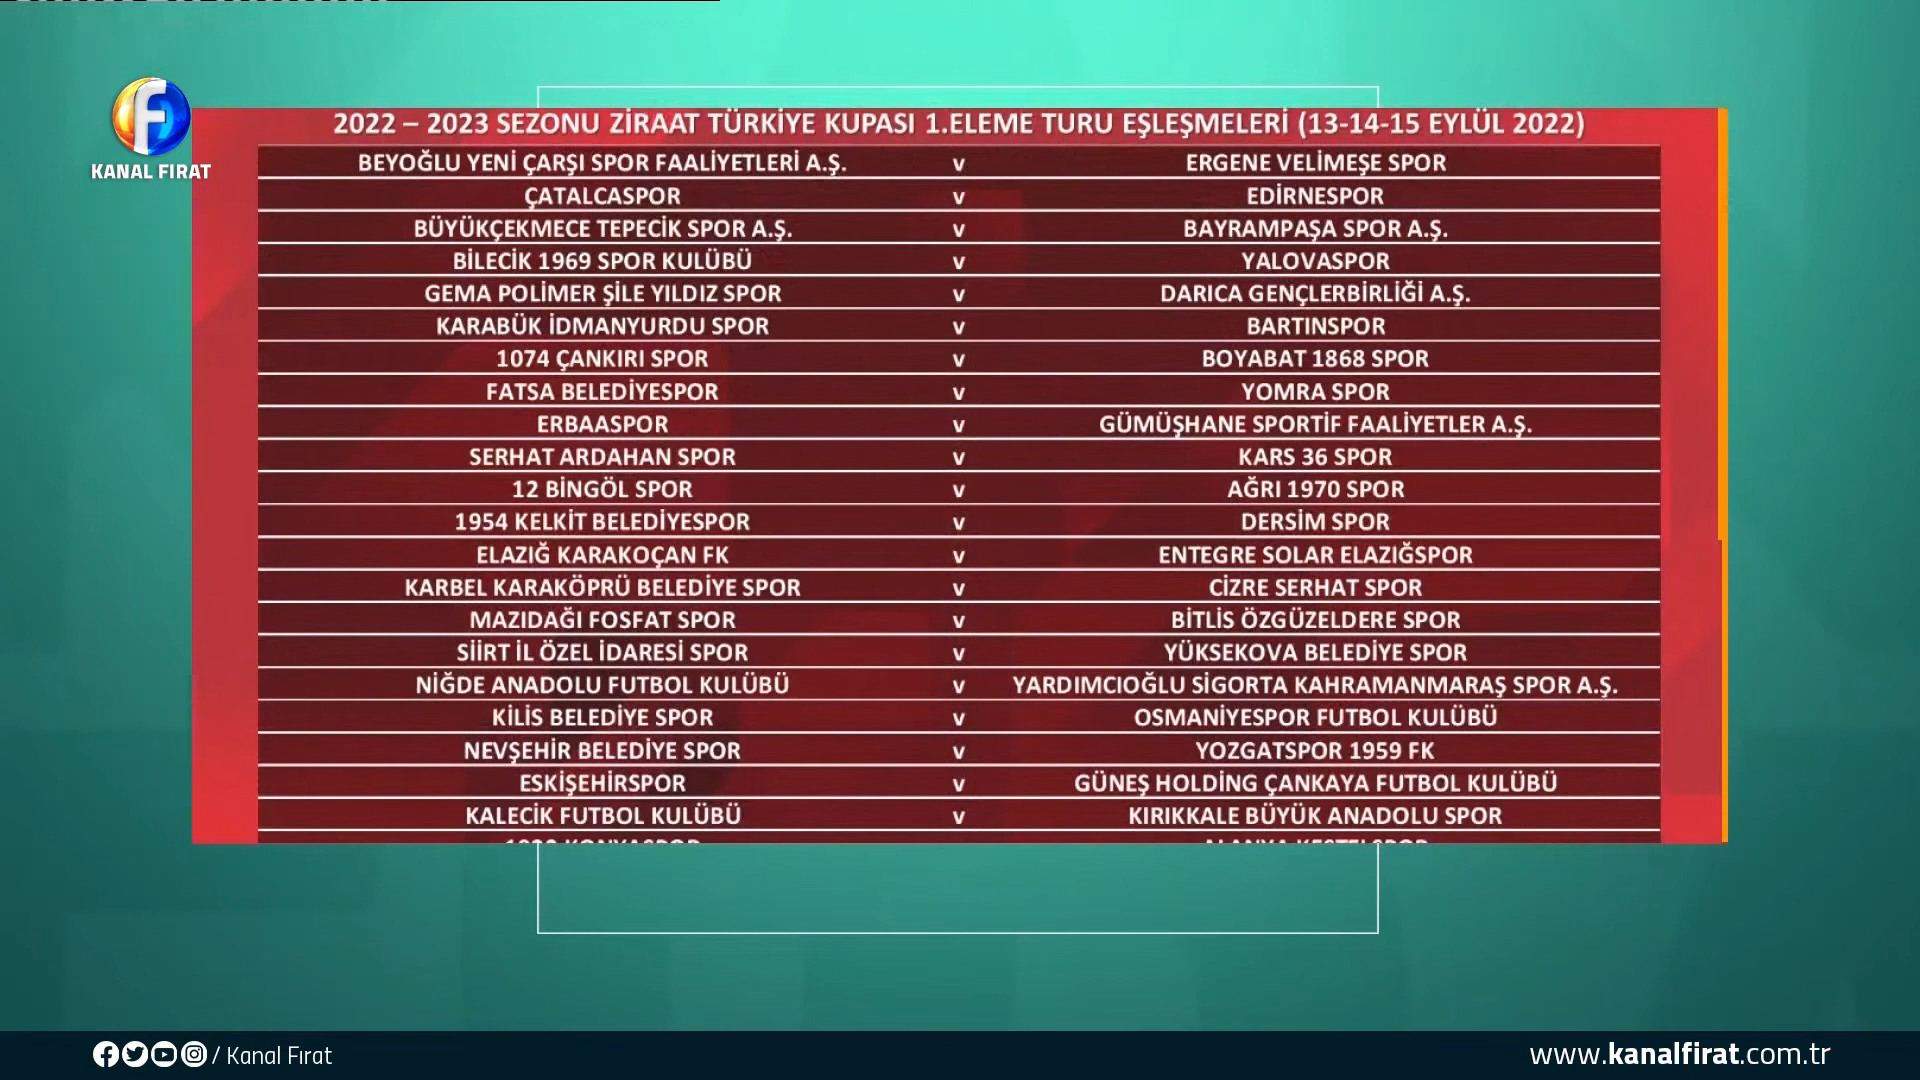 KANAL FIRAT
2022 – 2023 SEZONU ZİRAAT TÜRKİYE KUPASI 1.ELEME TURU EŞLEŞMELERİ (13-14-15 EYLÜL 2022)
BEYOĞLU YENİ ÇARŞI SPOR FAALİYETLERİ A.Ş. v ERGENE VELİMEŞE SPOR
ÇATALCASPOR v EDİRNESPOR
BÜYÜKÇEKMECE TEPECİK SPOR A.Ş. v BAYRAMPAŞA SPOR A.Ş.
BİLECİK 1969 SPOR KULÜBÜ v YALOVASPOR
GEMA POLİMER ŞİLE YILDIZ SPOR v DARICA GENÇLERBİRLİĞİ A.Ş.
KARABÜK İDMANYURDU SPOR v BARTINSPOR
1074 ÇANKIRI SPOR v BOYABAT 1868 SPOR
FATSA BELEDİYESPOR v YOMRA SPOR
ERBAASPOR v GÜMÜŞHANE SPORTİF FAALİYETLER A.Ş.
SERHAT ARDAHAN SPOR v KARS 36 SPOR
12 BİNGÖL SPOR v AĞRI 1970 SPOR
1954 KELKİT BELEDİYESPOR v DERSİM SPOR
ELAZIĞ KARAKOÇAN FK v ENTEGRE SOLAR ELAZIĞSPOR
KARBEL KARAKÖPRÜ BELEDİYE SPOR v CİZRE SERHAT SPOR
MAZIDAĞI FOSFAT SPOR v BİTLİS ÖZGÜZELDERE SPOR
SİİRT İL ÖZEL İDARESİ SPOR v YÜKSEKOVA BELEDİYE SPOR
NİĞDE ANADOLU FUTBOL KULÜBÜ v YARDIMCIOĞLU SİGORTA KAHRAMANMARAŞ SPOR A.Ş.
KİLİS BELEDİYE SPOR v OSMANİYESPOR FUTBOL KULÜBÜ
NEVŞEHİR BELEDİYE SPOR v YOZGATSPOR 1959 FK
ESKİŞEHİRSPOR v GÜNEŞ HOLDİNG ÇANKAYA FUTBOL KULÜBÜ
KALECİK FUTBOL KULÜBÜ v KIRIKKALE BÜYÜK ANADOLU SPOR
/ Kanal Fırat
www.kanalfirat.com.tr